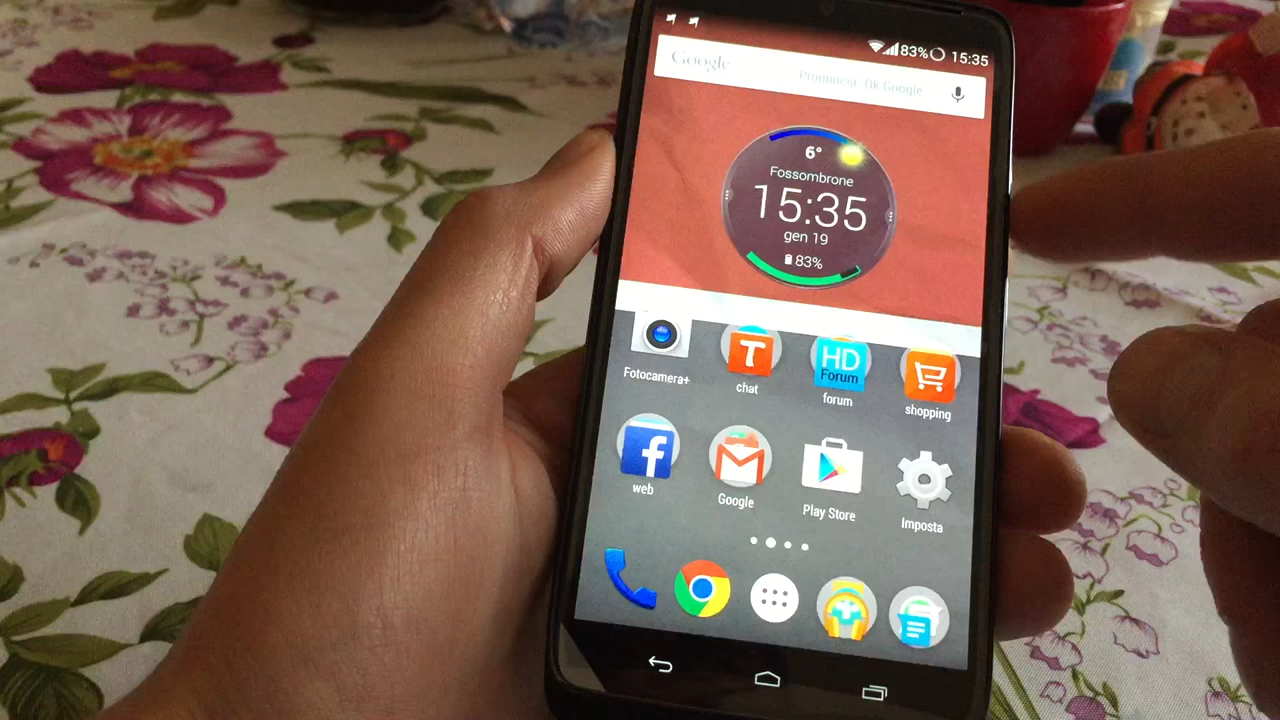 83% 15:35
Google Pronuncia "Ok Google"
6°
Fossombrone
15:35
gen 19
83%
T
HD
Forum
Fotocamera+ chat forum shopping
f
web Google Play Store Imposta